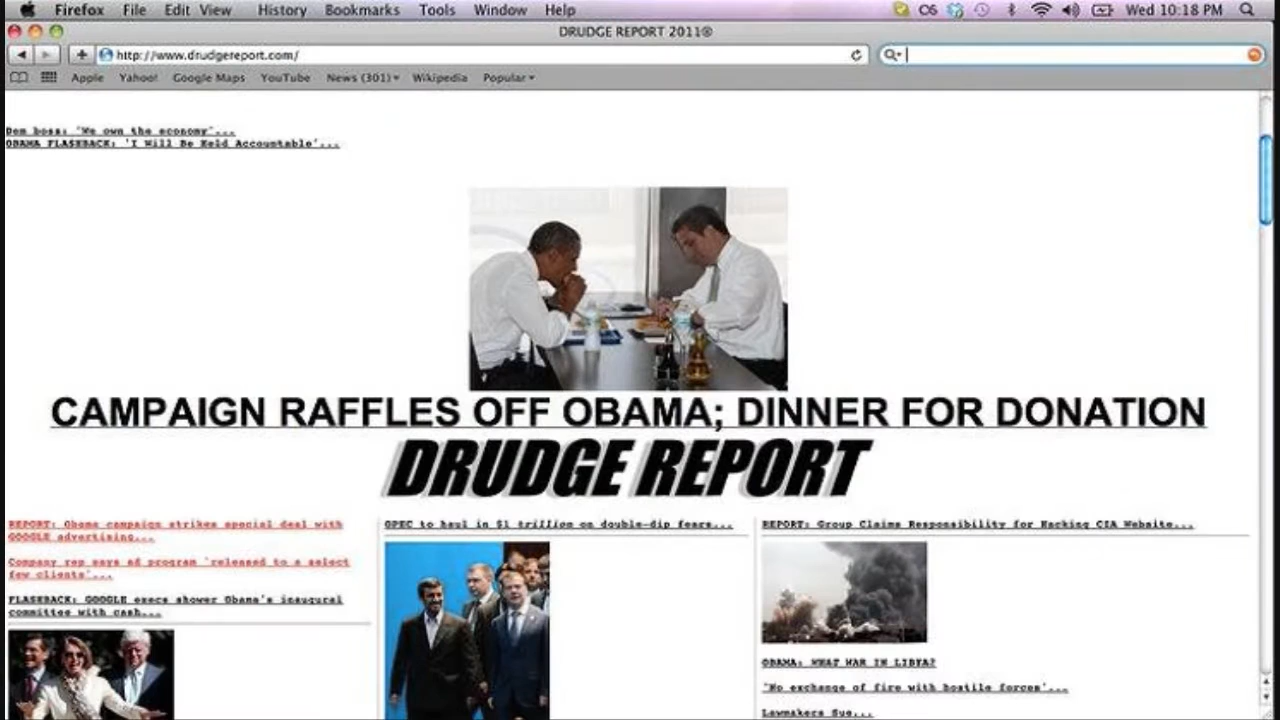 Firefox File Edit View History Bookmarks Tools Window Help Wed 10:18 PM
DRUDGE REPORT 2011®
http://www.drudgereport.com/
Apple Yahoo! Google Maps YouTube News (301) Wikipedia Popular
Dem boss: 'We own the economy'...
OBAMA FLASHBACK: 'I Will Be Held Accountable'...
CAMPAIGN RAFFLES OFF OBAMA; DINNER FOR DONATION
DRUDGE REPORT
REPORT: Obama campaign strikes special deal with
GOOGLE advertising...
Company rep says ad program 'released to a select
few clients'...
FLASHBACK: GOOGLE execs shower Obama's inaugural
committee with cash...
OPEC to haul in $1 trillion on double-dip fears...
REPORT: Group Claims Responsibility for Hacking CIA Website...
OBAMA: WHAT WAR IN LIBYA?
'No exchange of fire with hostile forces'...
Lawmakers Sue...